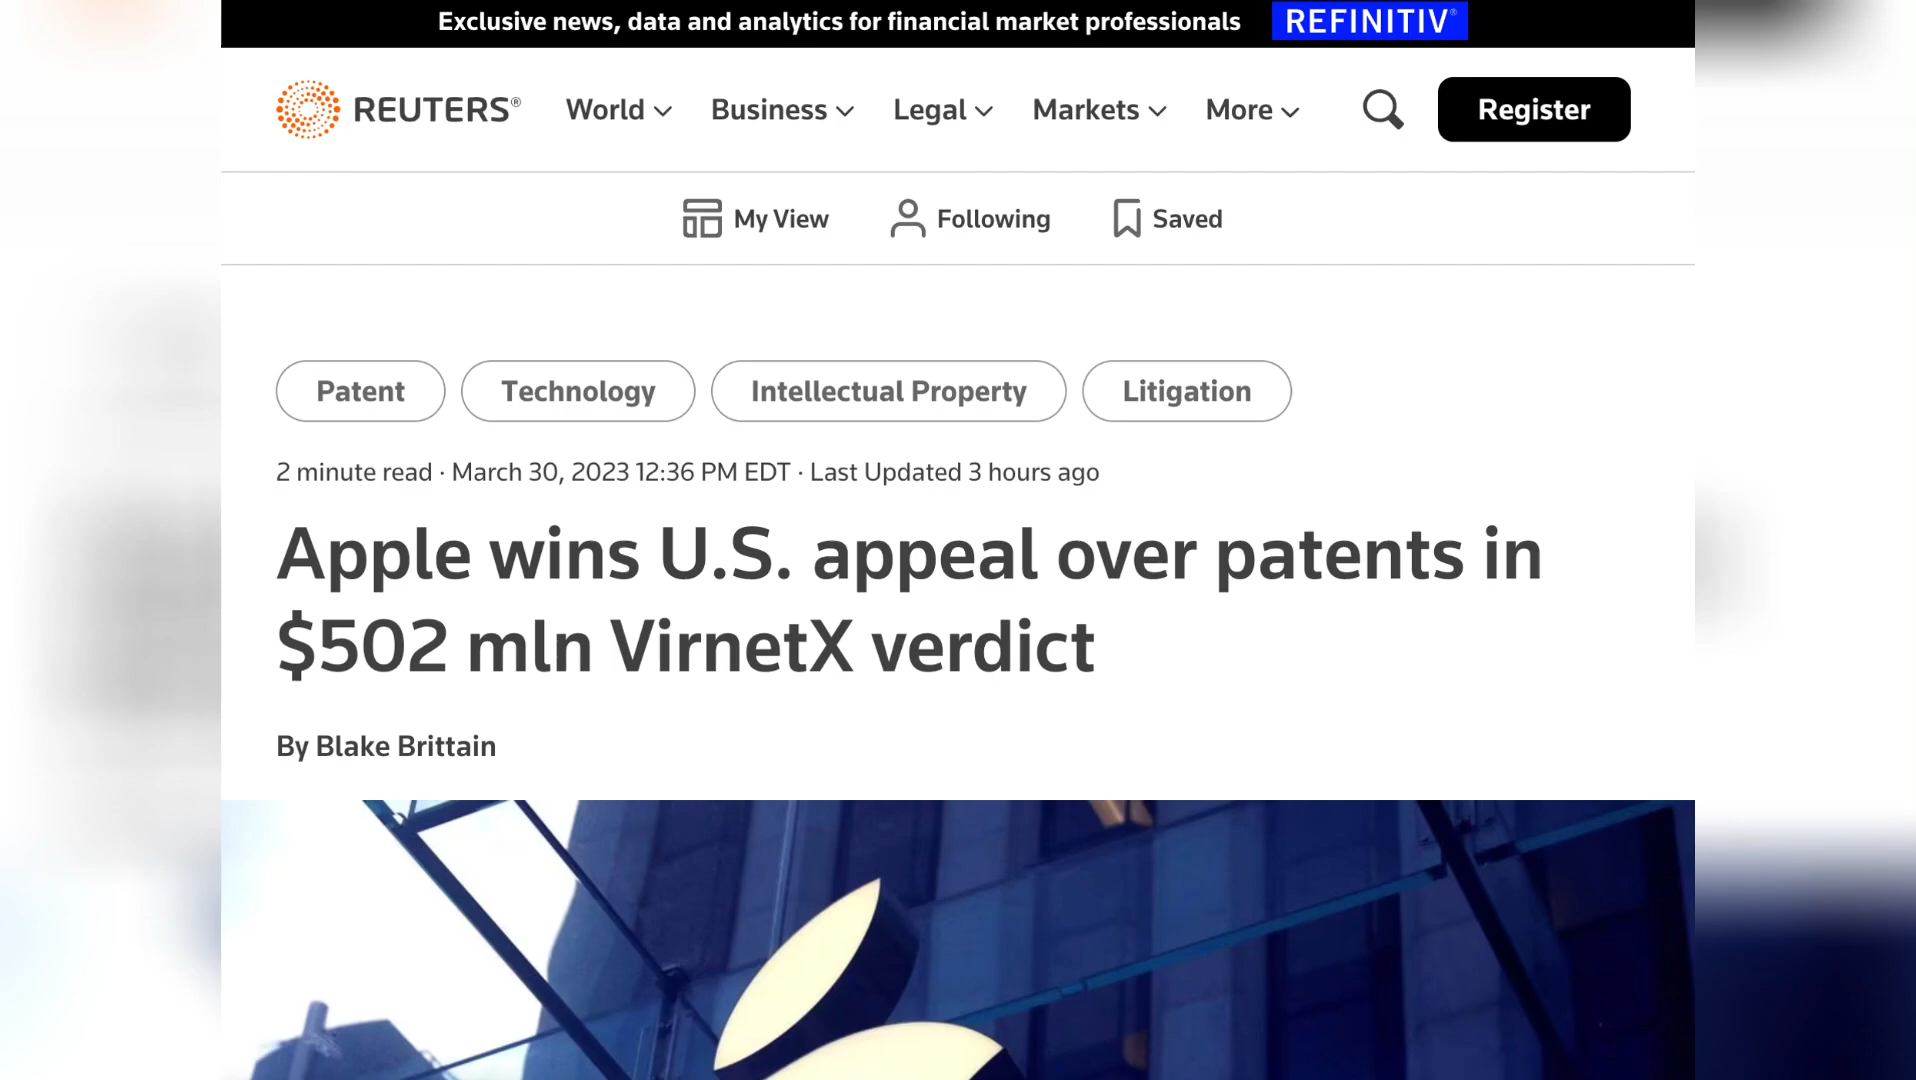 Exclusive news, data and analytics for financial market professionals REFINITIV®
REUTERS® World Business Legal Markets More Register
My View Following Saved
Patent Technology Intellectual Property Litigation
2 minute read · March 30, 2023 12:36 PM EDT · Last Updated 3 hours ago
Apple wins U.S. appeal over patents in
$502 mln VirnetX verdict
By Blake Brittain